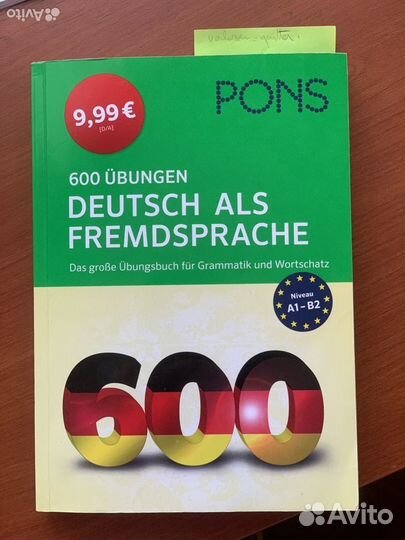 Avito
PONS
9,99 €
[D/A]
600 ÜBUNGEN
DEUTSCH ALS
FREMDSPRACHE
Das große Übungsbuch für Grammatik und Wortschatz
Niveau
A1–B2
600
Avito